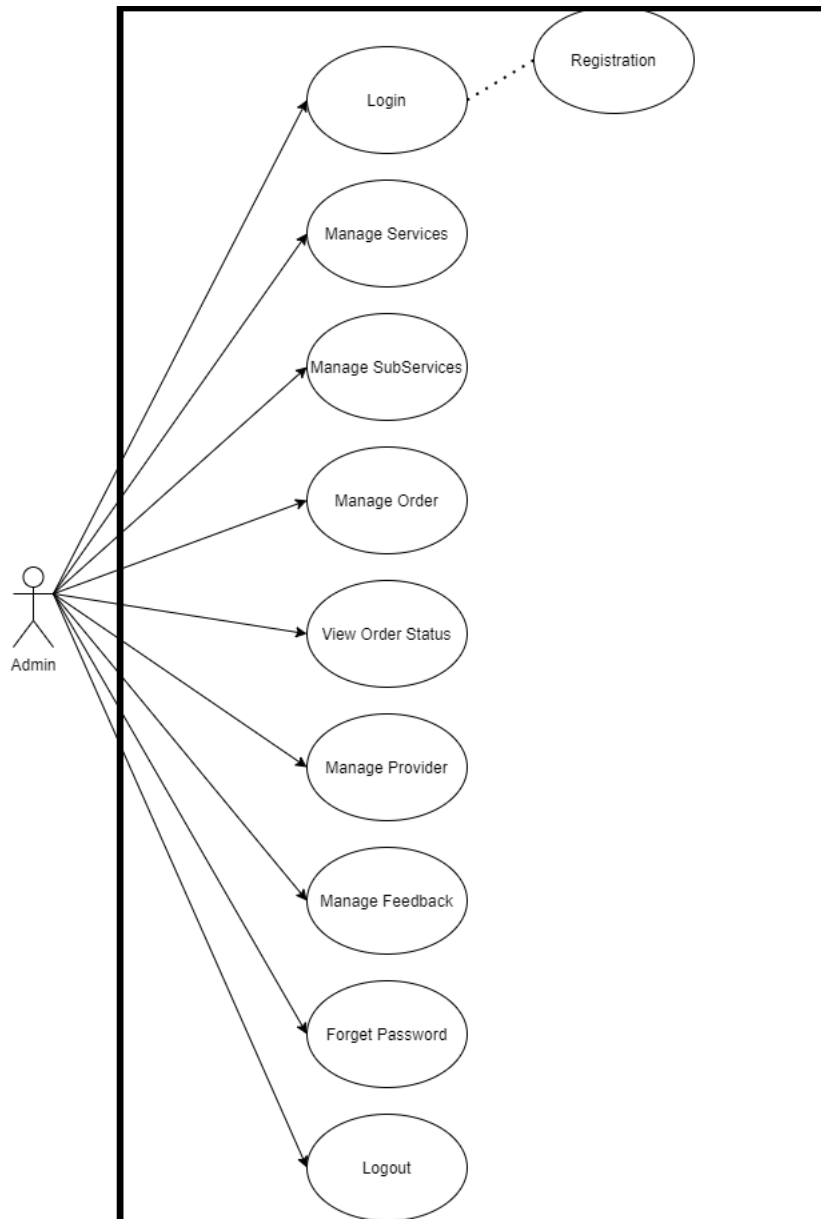 Registration
Login
Manage Services
Manage SubServices
Manage Order
View Order Status
Admin
Manage Provider
Manage Feedback
Forget Password
Logout